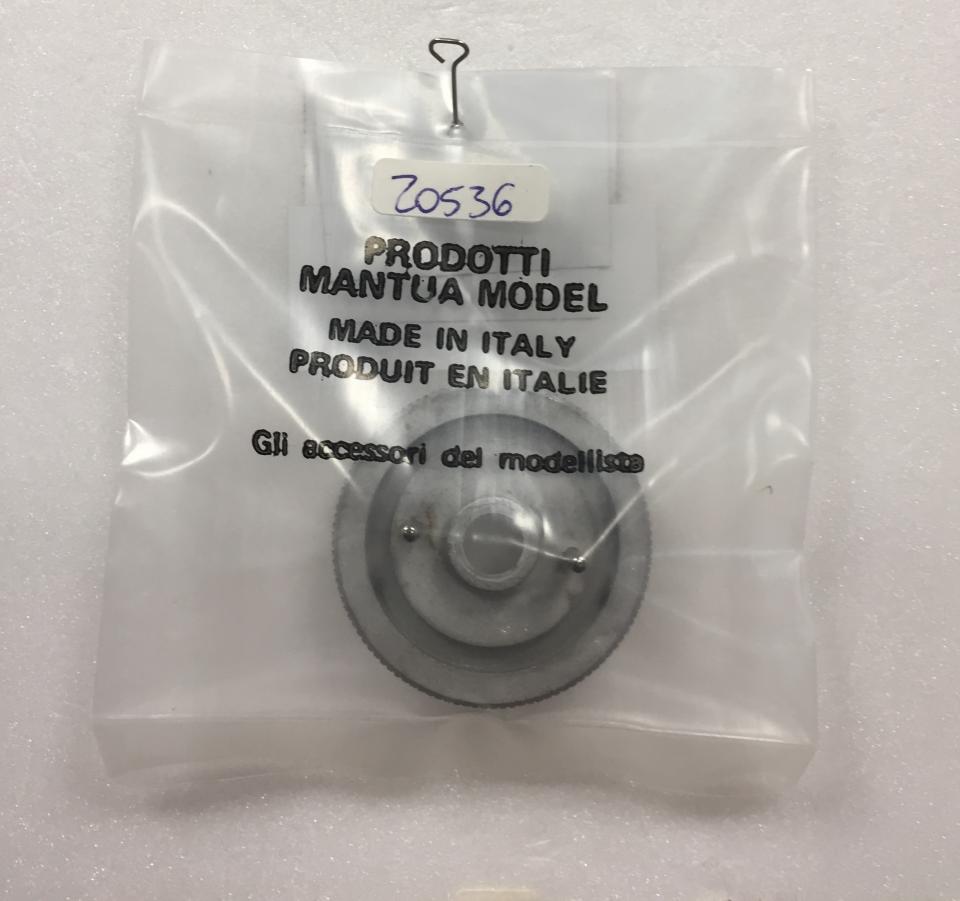 20536
PRODOTTI
MANTUA MODEL
MADE IN ITALY
PRODUIT EN ITALIE
Gli accessori del modellista